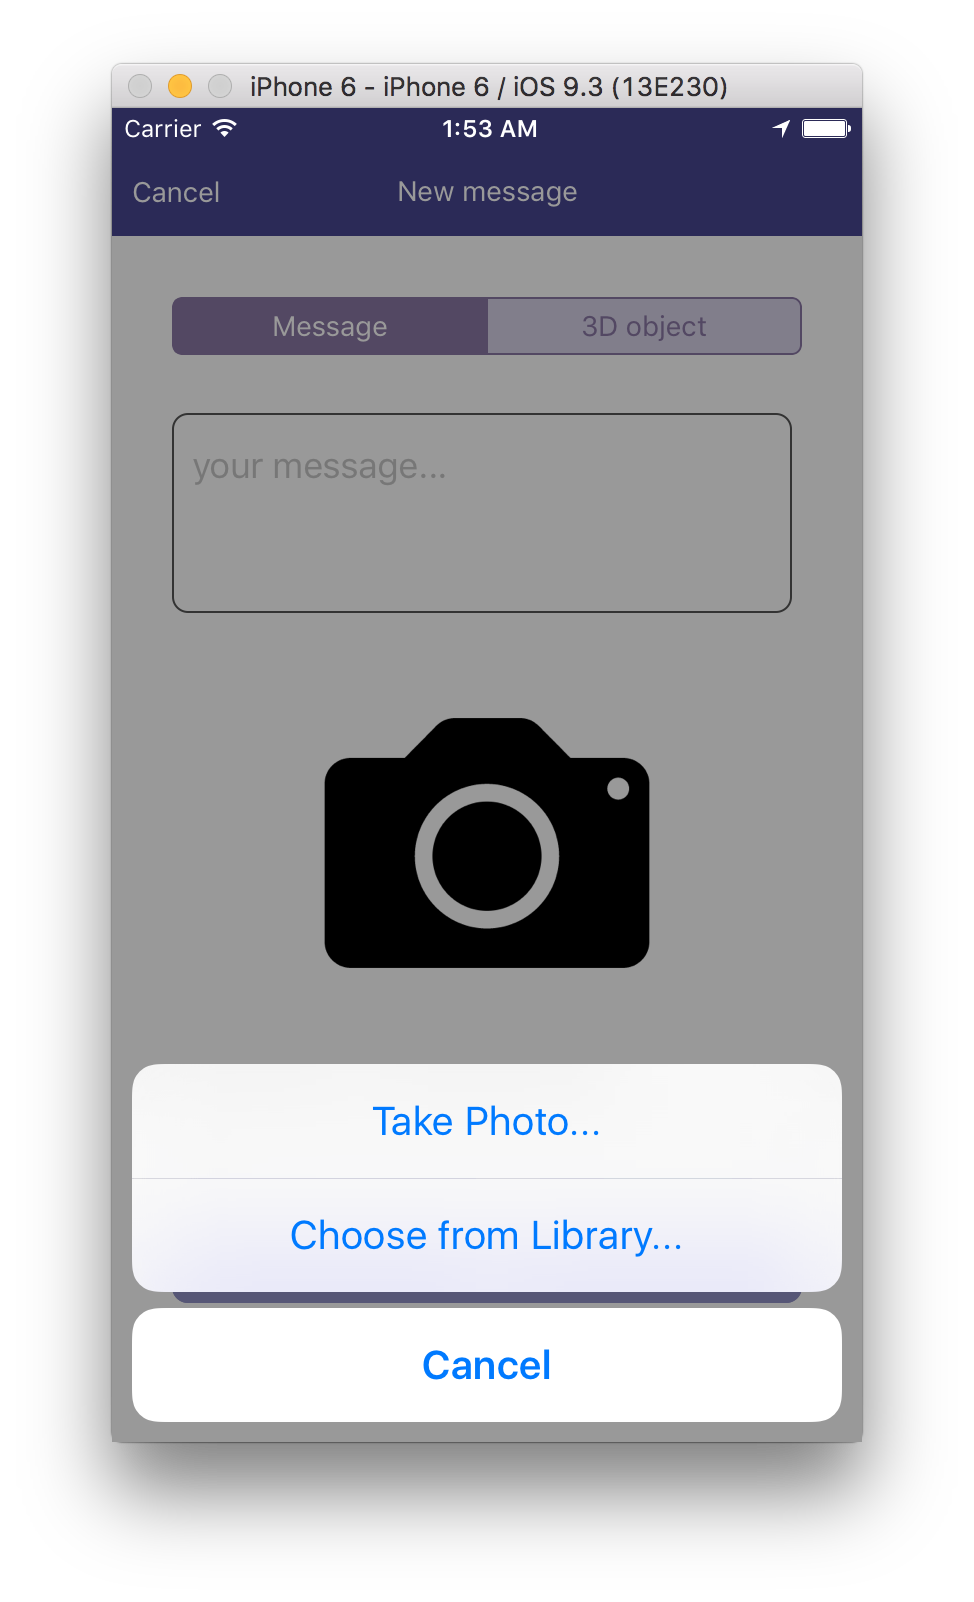 iPhone 6 - iPhone 6 / iOS 9.3 (13E230)
Carrier 1:53 AM
Cancel New message
Message 3D object
your message...
Take Photo...
Choose from Library...
Cancel